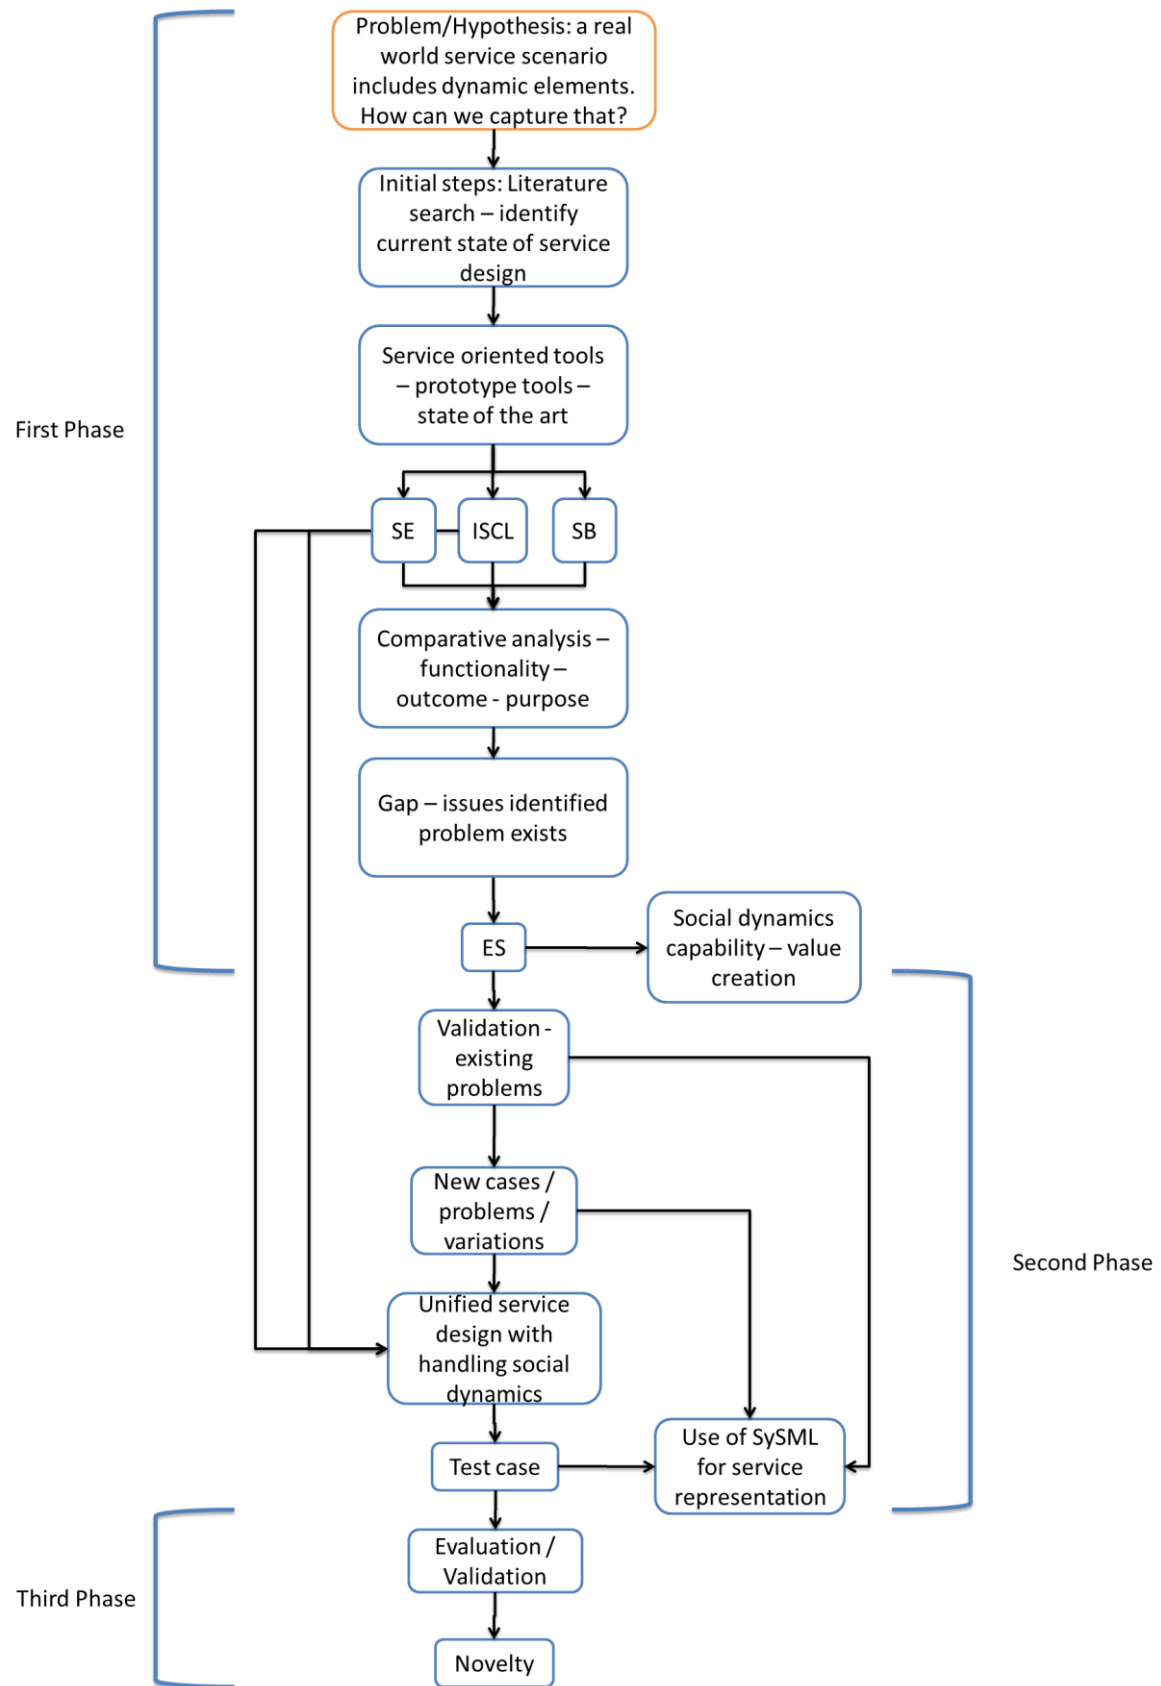 Problem/Hypothesis: a real
world service scenario
includes dynamic elements.
How can we capture that?
Initial steps: Literature
search – identify
current state of service
design
Service oriented tools
– prototype tools –
state of the art
First Phase
SE
ISCL
SB
Comparative analysis –
functionality –
outcome - purpose
Gap – issues identified
problem exists
ES
Social dynamics
capability – value
creation
Validation -
existing
problems
New cases /
problems /
variations
Second Phase
Unified service
design with
handling social
dynamics
Test case
Use of SySML
for service
representation
Evaluation /
Validation
Third Phase
Novelty